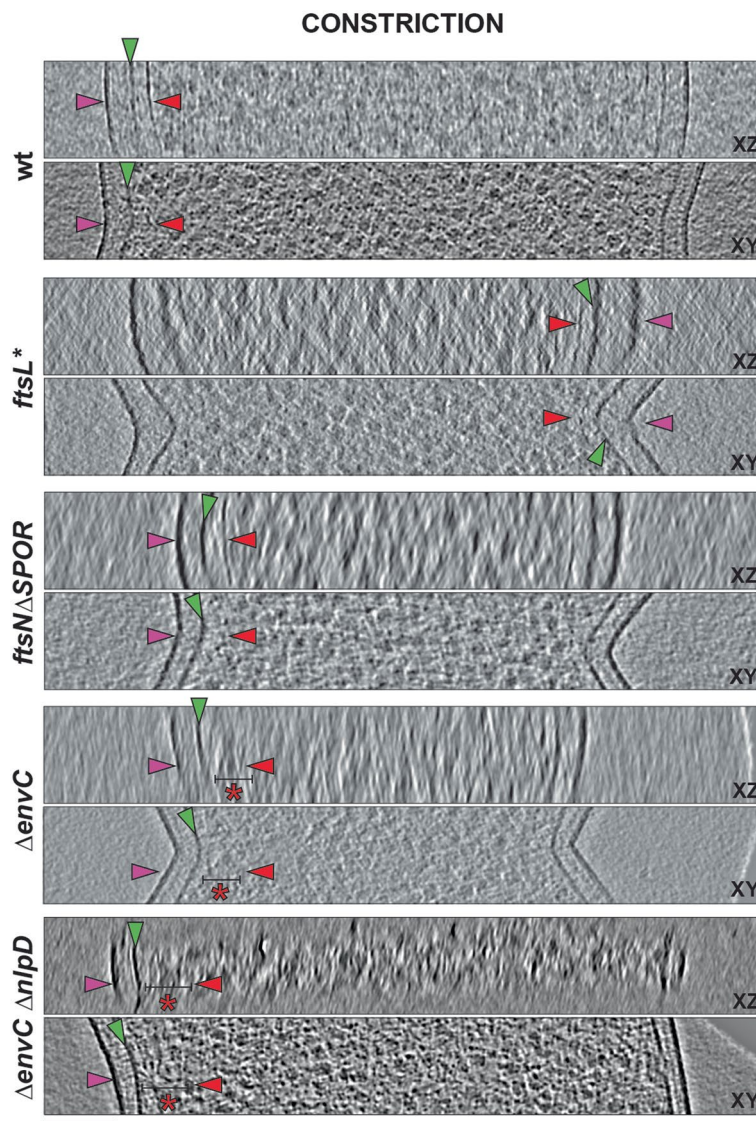 CONSTRICTION
wt
XZ
XY
ftsL*
XZ
XY
ftsNΔSPOR
XZ
XY
ΔenvC
*
XZ
*
XY
ΔenvC ΔnlpD
*
XZ
*
XY